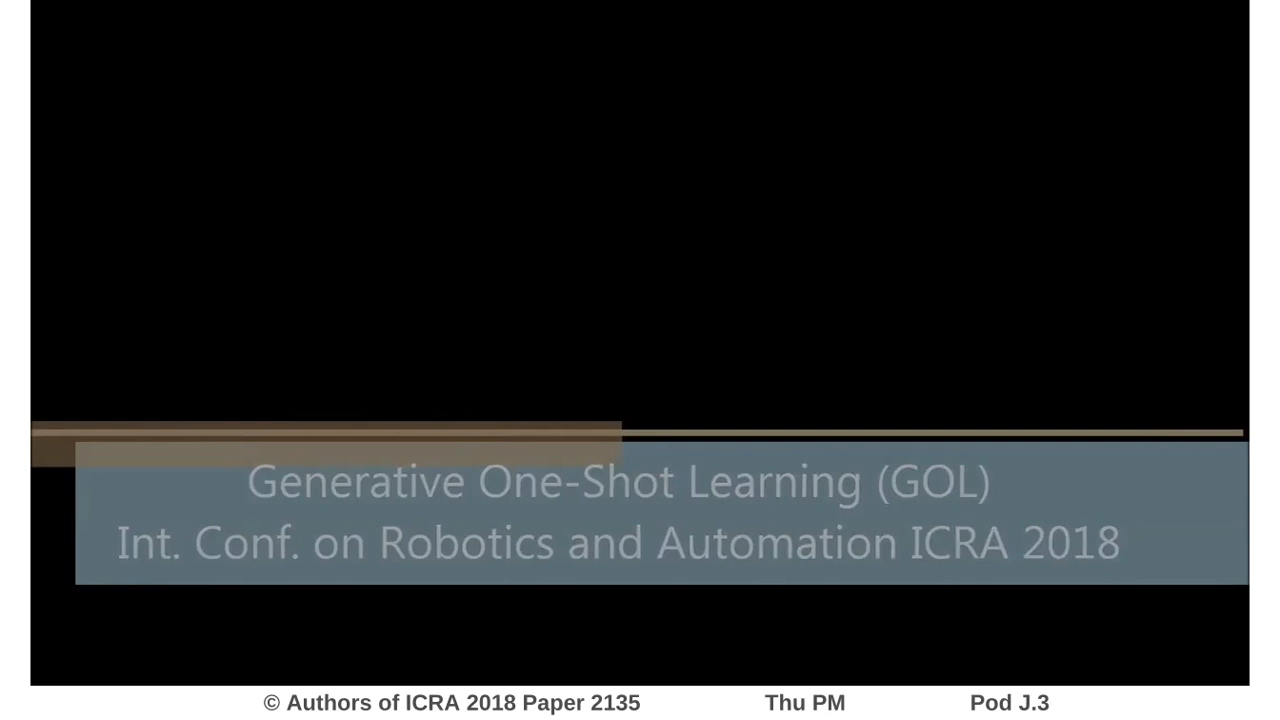 Generative One-Shot Learning (GOL)
Int. Conf. on Robotics and Automation ICRA 2018
© Authors of ICRA 2018 Paper 2135 Thu PM Pod J.3